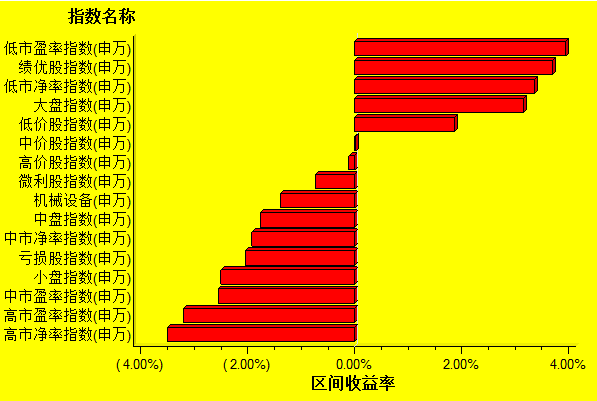 指数名称
低市盈率指数(申万)
绩优股指数(申万)
低市净率指数(申万)
大盘指数(申万)
低价股指数(申万)
中价股指数(申万)
高价股指数(申万)
微利股指数(申万)
机械设备(申万)
中盘指数(申万)
中市净率指数(申万)
亏损股指数(申万)
小盘指数(申万)
中市盈率指数(申万)
高市盈率指数(申万)
高市净率指数(申万)
(4.00%) (2.00%) 0.00% 2.00% 4.00%
区间收益率